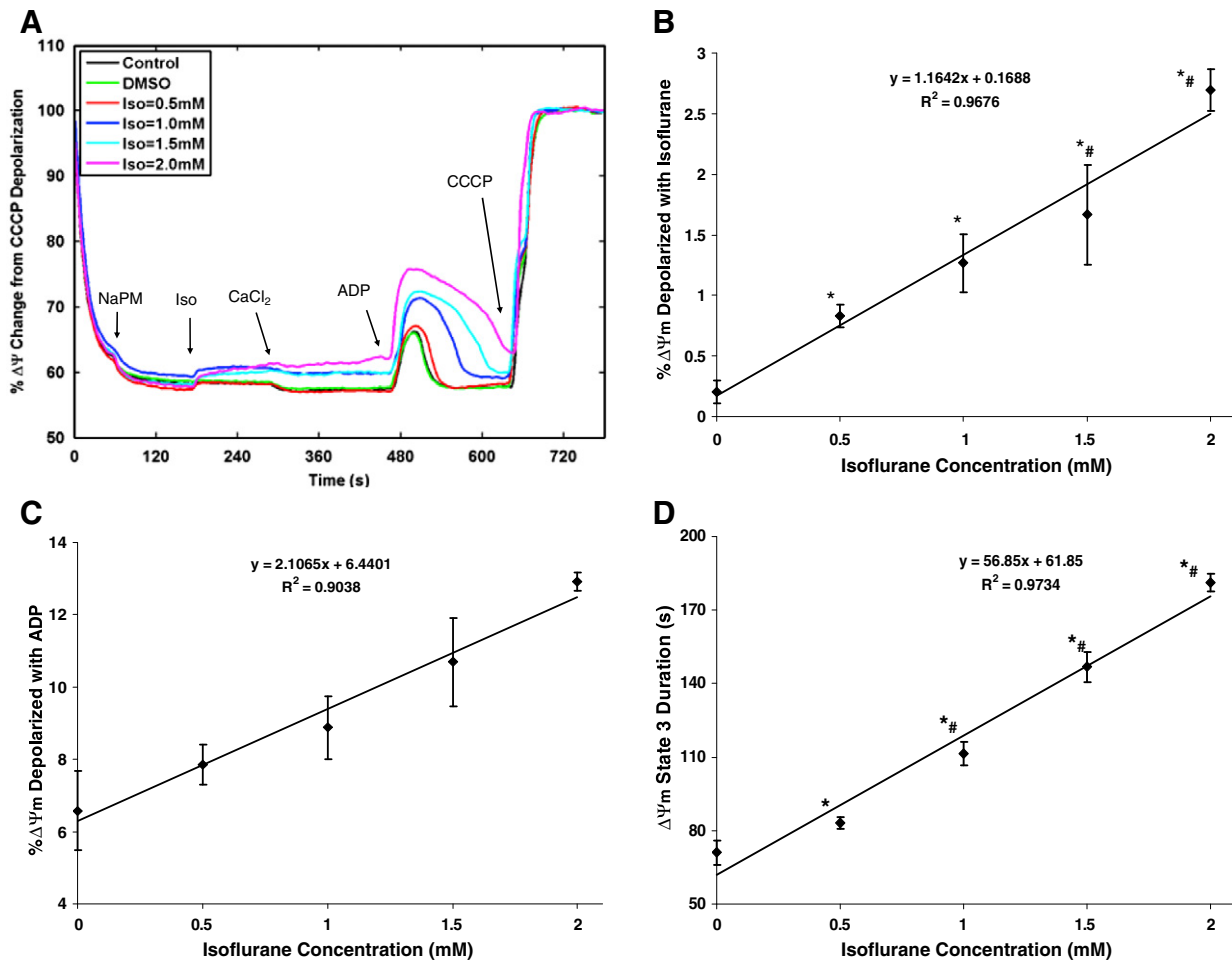 A
110
100
90
80
70
60
50
% ΔΨ Change from CCCP Depolarization
Control
DMSO
Iso=0.5mM
Iso=1.0mM
Iso=1.5mM
Iso=2.0mM
NaPM
Iso
CaCl2
ADP
CCCP
0 120 240 360 480 600 720
Time (s)
B
3
2.5
2
1.5
1
0.5
0
% ΔΨm Depolarized with Isoflurane
y = 1.1642x + 0.1688
R2 = 0.9676
*
*
*#
*#
0 0.5 1 1.5 2
Isoflurane Concentration (mM)
C
14
12
10
8
6
4
%ΔΨm Depolarized with ADP
y = 2.1065x + 6.4401
R2 = 0.9038
0 0.5 1 1.5 2
Isoflurane Concentration (mM)
D
200
170
140
110
80
50
ΔΨm State 3 Duration (s)
y = 56.85x + 61.85
R2 = 0.9734
*
*#
*#
*#
0 0.5 1 1.5 2
Isoflurane Concentration (mM)